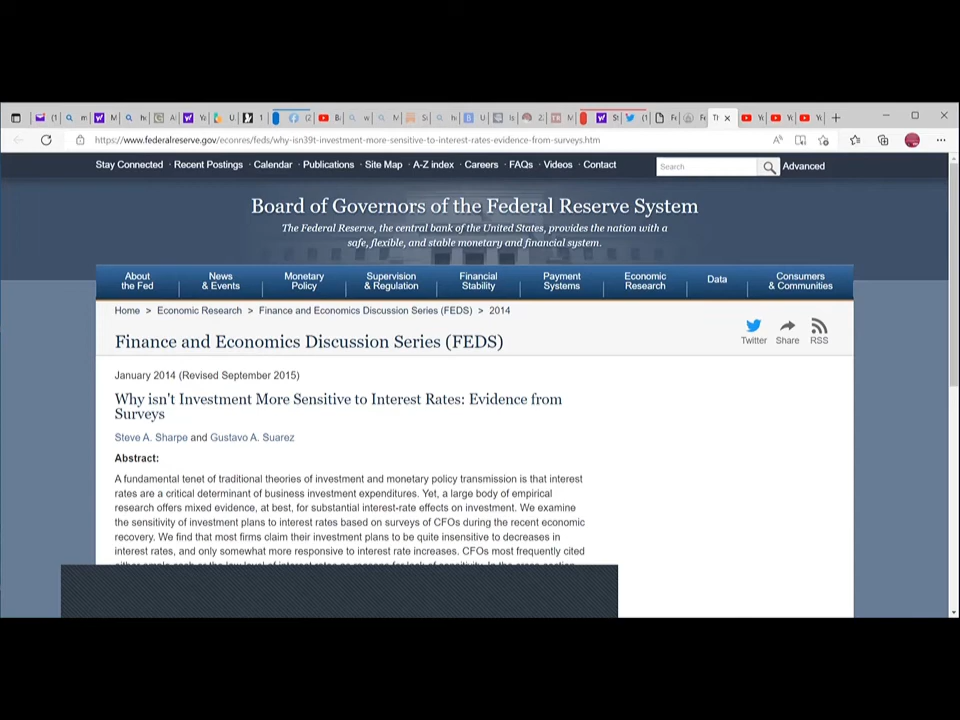 https://www.federalreserve.gov/econres/feds/why-isn39t-investment-more-sensitive-to-interest-rates-evidence-from-surveys.htm
Stay Connected · Recent Postings · Calendar · Publications · Site Map · A-Z index · Careers · FAQs · Videos · Contact
Search
Advanced
Board of Governors of the Federal Reserve System
The Federal Reserve, the central bank of the United States, provides the nation with a
safe, flexible, and stable monetary and financial system.
About the Fed
News & Events
Monetary Policy
Supervision & Regulation
Financial Stability
Payment Systems
Economic Research
Data
Consumers & Communities
Home > Economic Research > Finance and Economics Discussion Series (FEDS) > 2014
Finance and Economics Discussion Series (FEDS)
Twitter Share RSS
January 2014 (Revised September 2015)
Why isn't Investment More Sensitive to Interest Rates: Evidence from
Surveys
Steve A. Sharpe and Gustavo A. Suarez
Abstract:
A fundamental tenet of traditional theories of investment and monetary policy transmission is that interest
rates are a critical determinant of business investment expenditures. Yet, a large body of empirical
research offers mixed evidence, at best, for substantial interest-rate effects on investment. We examine
the sensitivity of investment plans to interest rates based on surveys of CFOs during the recent economic
recovery. We find that most firms claim their investment plans to be quite insensitive to decreases in
interest rates, and only somewhat more responsive to interest rate increases. CFOs most frequently cited